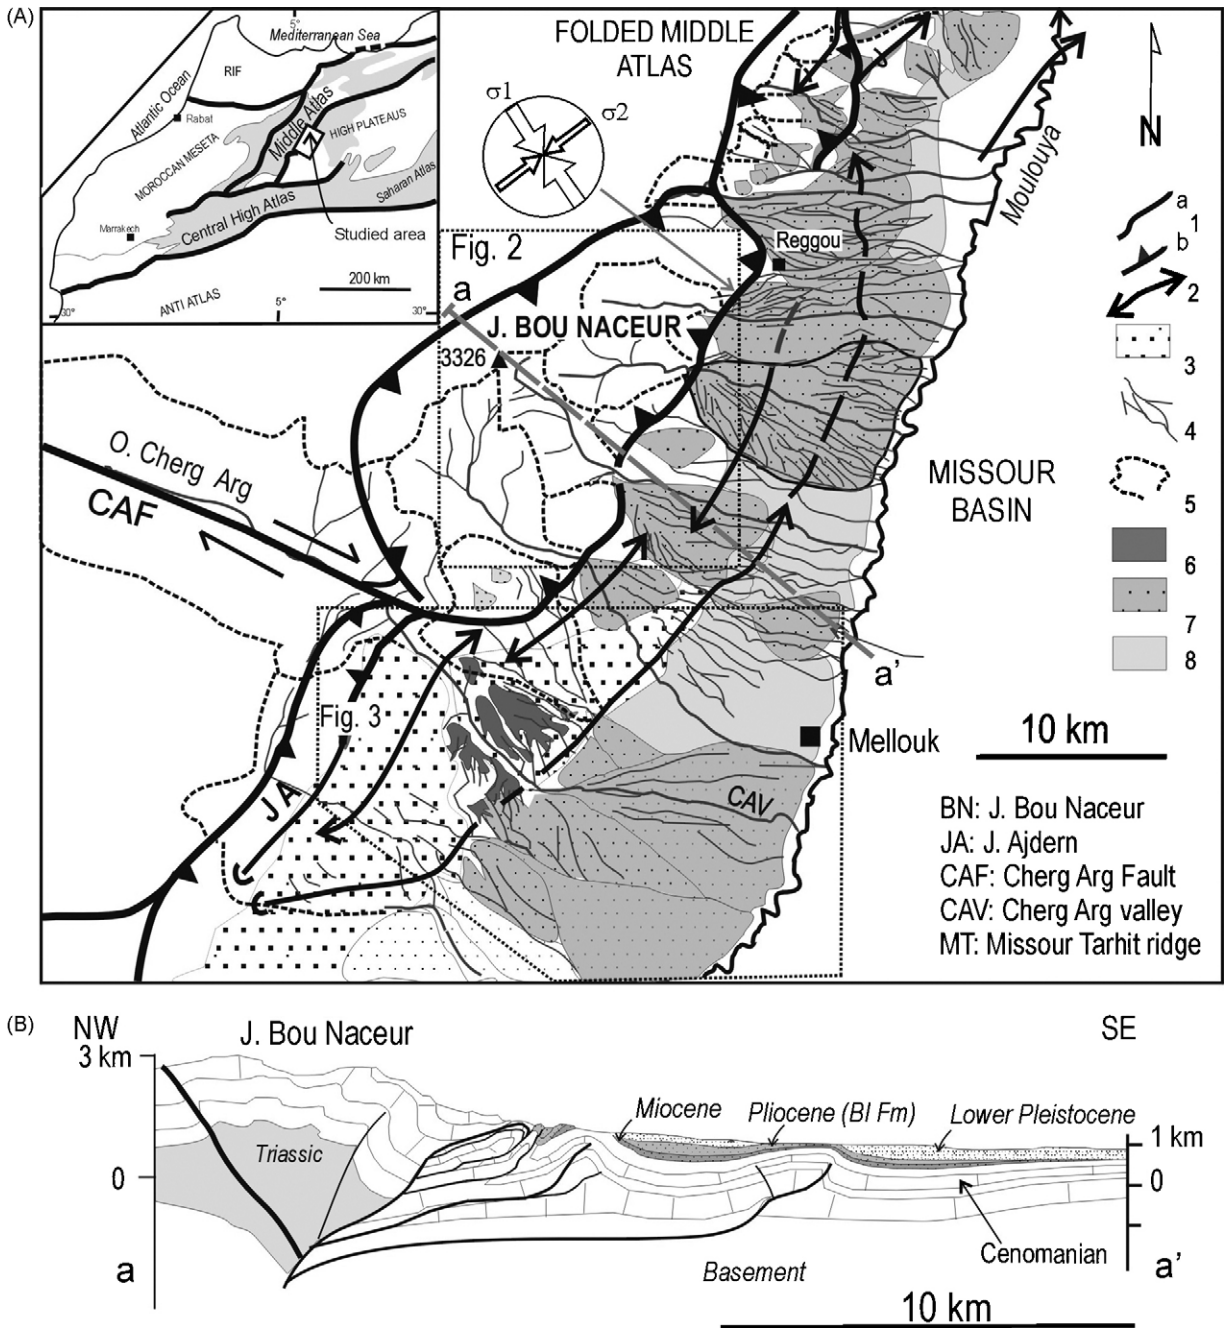 (A)
5°
Mediterranean Sea
RIF
Atlantic Ocean
Rabat
Middle Atlas
HIGH PLATEAUS
MOROCCAN MESETA
Saharan Atlas
Central High Atlas
Marrakech
Studied area
200 km
ANTI ATLAS
30°
5°
30°
FOLDED MIDDLE
ATLAS
σ1
σ2
N
Moulouya
Fig. 2
Reggou
a
J. BOU NACEUR
3326
O. Cherg Arg
CAF
MISSOUR
BASIN
a'
Fig. 3
Mellouk
JA
CAV
a
1
b
2
3
4
5
6
7
8
10 km
BN: J. Bou Naceur
JA: J. Ajdern
CAF: Cherg Arg Fault
CAV: Cherg Arg valley
MT: Missour Tarhit ridge
(B)
NW
J. Bou Naceur
SE
3 km
Miocene
Pliocene (BI Fm)
Lower Pleistocene
1 km
Triassic
0
0
Cenomanian
a
Basement
a'
10 km